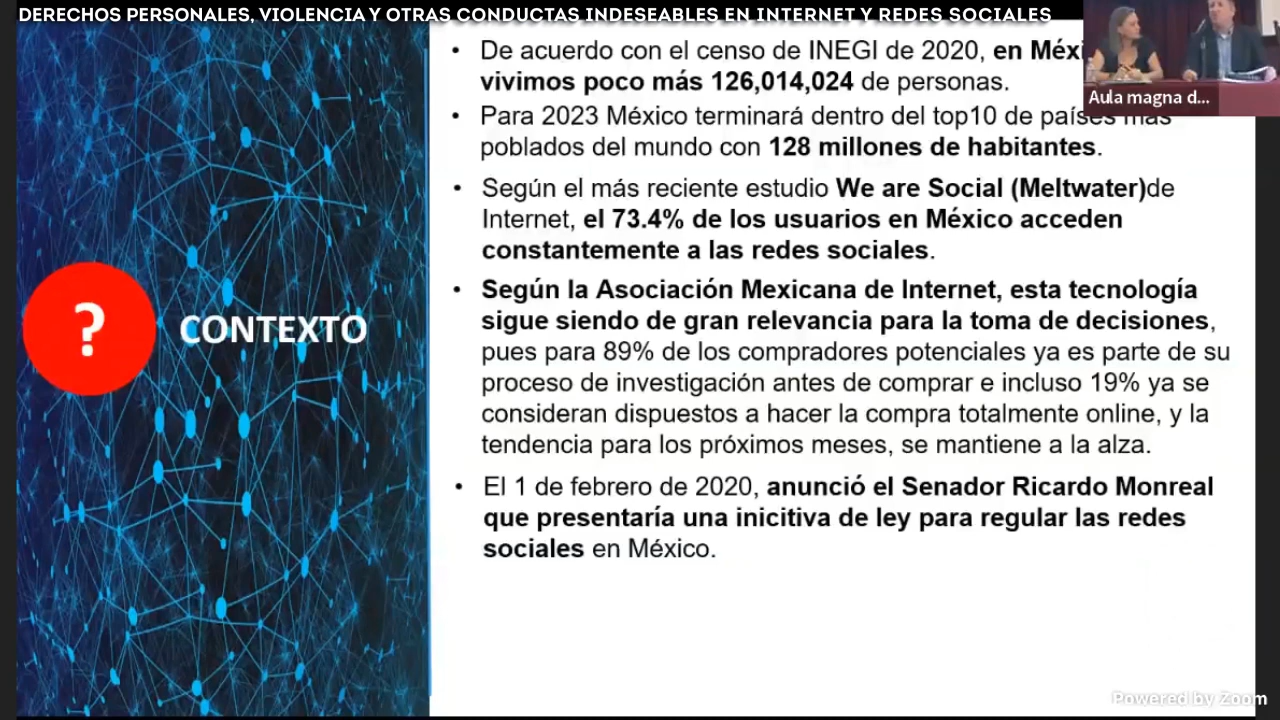 DERECHOS PERSONALES, VIOLENCIA Y OTRAS CONDUCTAS INDESEABLES EN INTERNET Y REDES SOCIALES
• De acuerdo con el censo de INEGI de 2020, en Méxi
vivimos poco más 126,014,024 de personas.
Aula magna d...
• Para 2023 México terminará dentro del top10 de países más
poblados del mundo con 128 millones de habitantes.
• Según el más reciente estudio We are Social (Meltwater)de
Internet, el 73.4% de los usuarios en México acceden
constantemente a las redes sociales.
• Según la Asociación Mexicana de Internet, esta tecnología
sigue siendo de gran relevancia para la toma de decisiones,
pues para 89% de los compradores potenciales ya es parte de su
proceso de investigación antes de comprar e incluso 19% ya se
consideran dispuestos a hacer la compra totalmente online, y la
tendencia para los próximos meses, se mantiene a la alza.
• El 1 de febrero de 2020, anunció el Senador Ricardo Monreal
que presentaría una inicitiva de ley para regular las redes
sociales en México.
?
CONTEXTO
Powered by Zoom